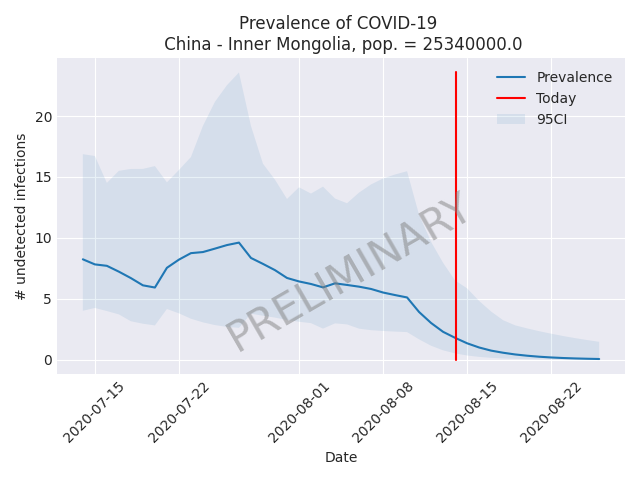 Prevalence of COVID-19
China - Inner Mongolia, pop. = 25340000.0
# undetected infections
20
15
10
5
0
Prevalence
Today
95CI
PRELIMINARY
2020-07-15
2020-07-22
2020-08-01
2020-08-08
2020-08-15
2020-08-22
Date